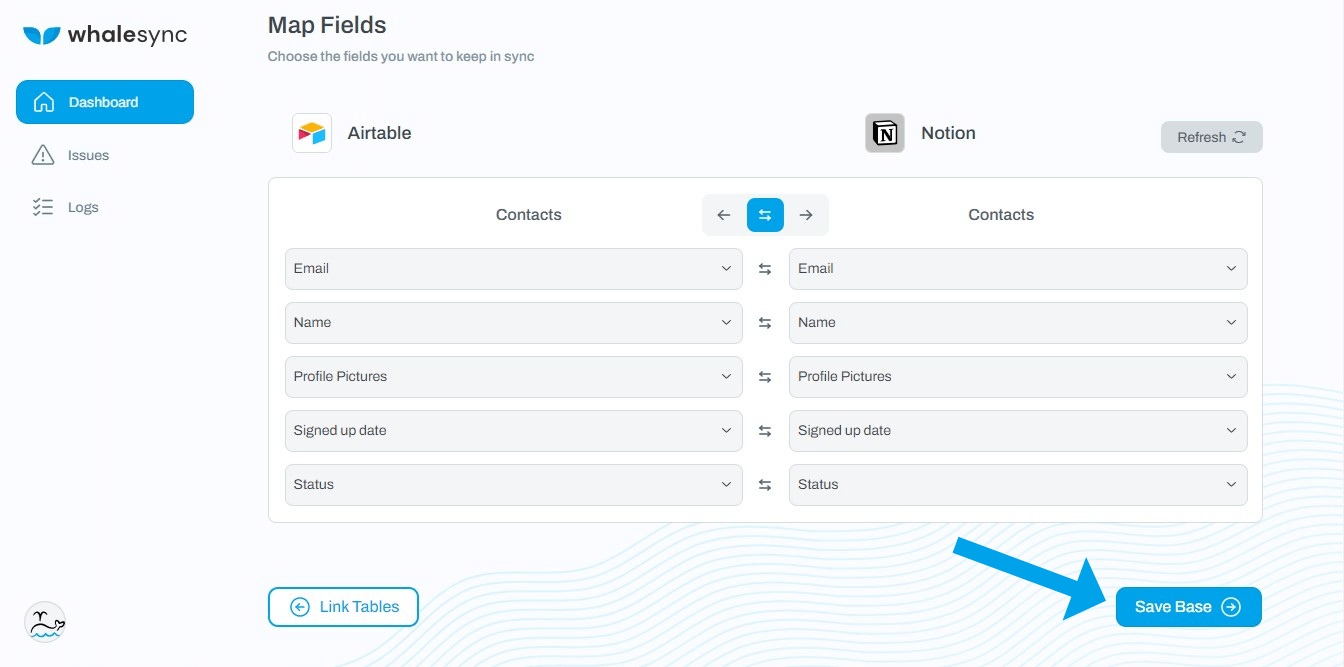 Map Fields
whalesync
Choose the fields you want to keep in sync
Dashboard
Airtable
Notion
Refresh
Issues
Logs
Contacts
Contacts
Email
Email
Name
Name
Profile Pictures
Profile Pictures
Signed up date
Signed up date
Status
Status
Link Tables
Save Base